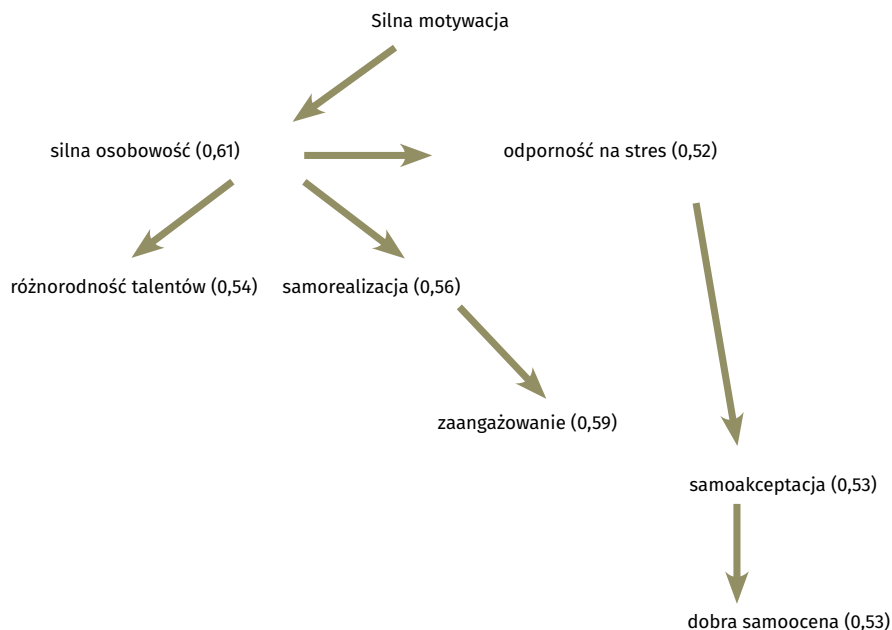 Silna motywacja
silna osobowość (0,61)
odporność na stres (0,52)
różnorodność talentów (0,54)
samorealizacja (0,56)
zaangażowanie (0,59)
samoakceptacja (0,53)
dobra samoocena (0,53)